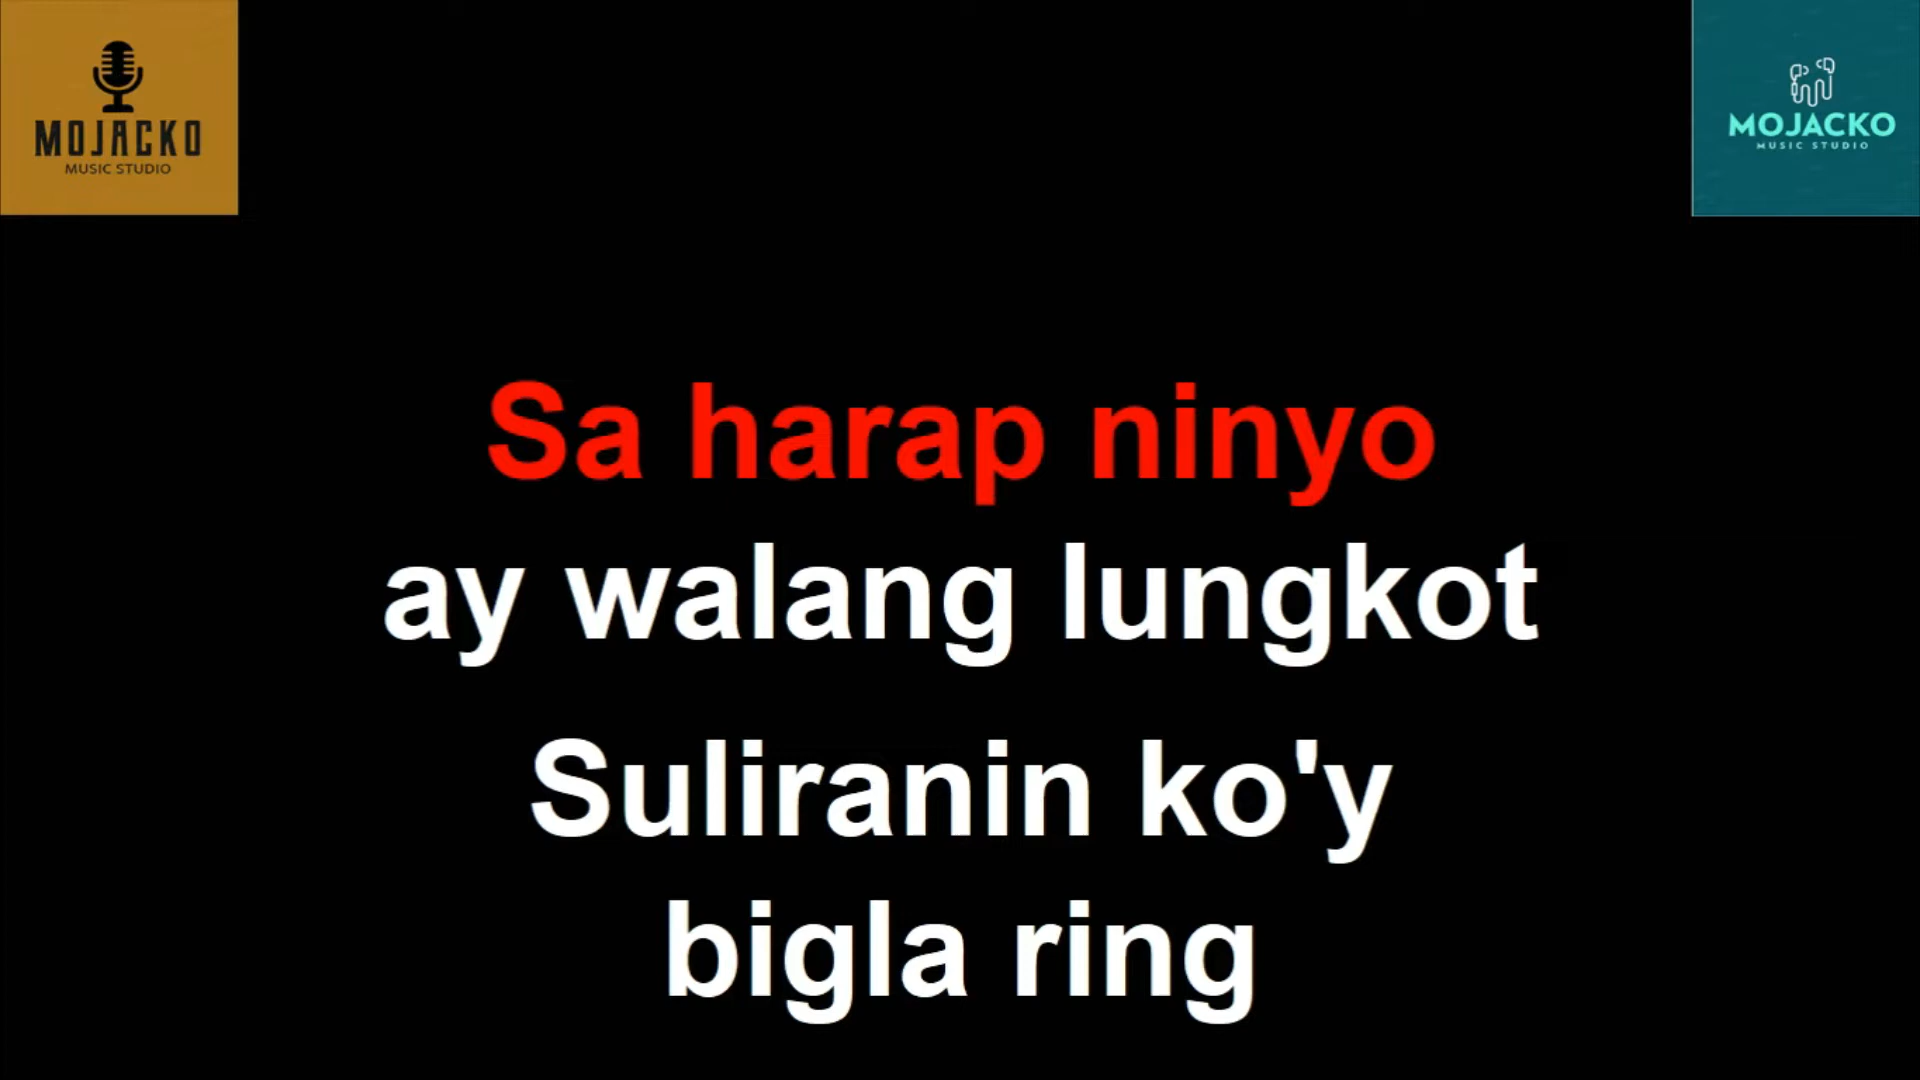 MOJACKO
MUSIC STUDIO
MOJACKO
MUSIC STUDIO
Sa harap ninyo
ay walang lungkot
Suliranin ko'y
bigla ring